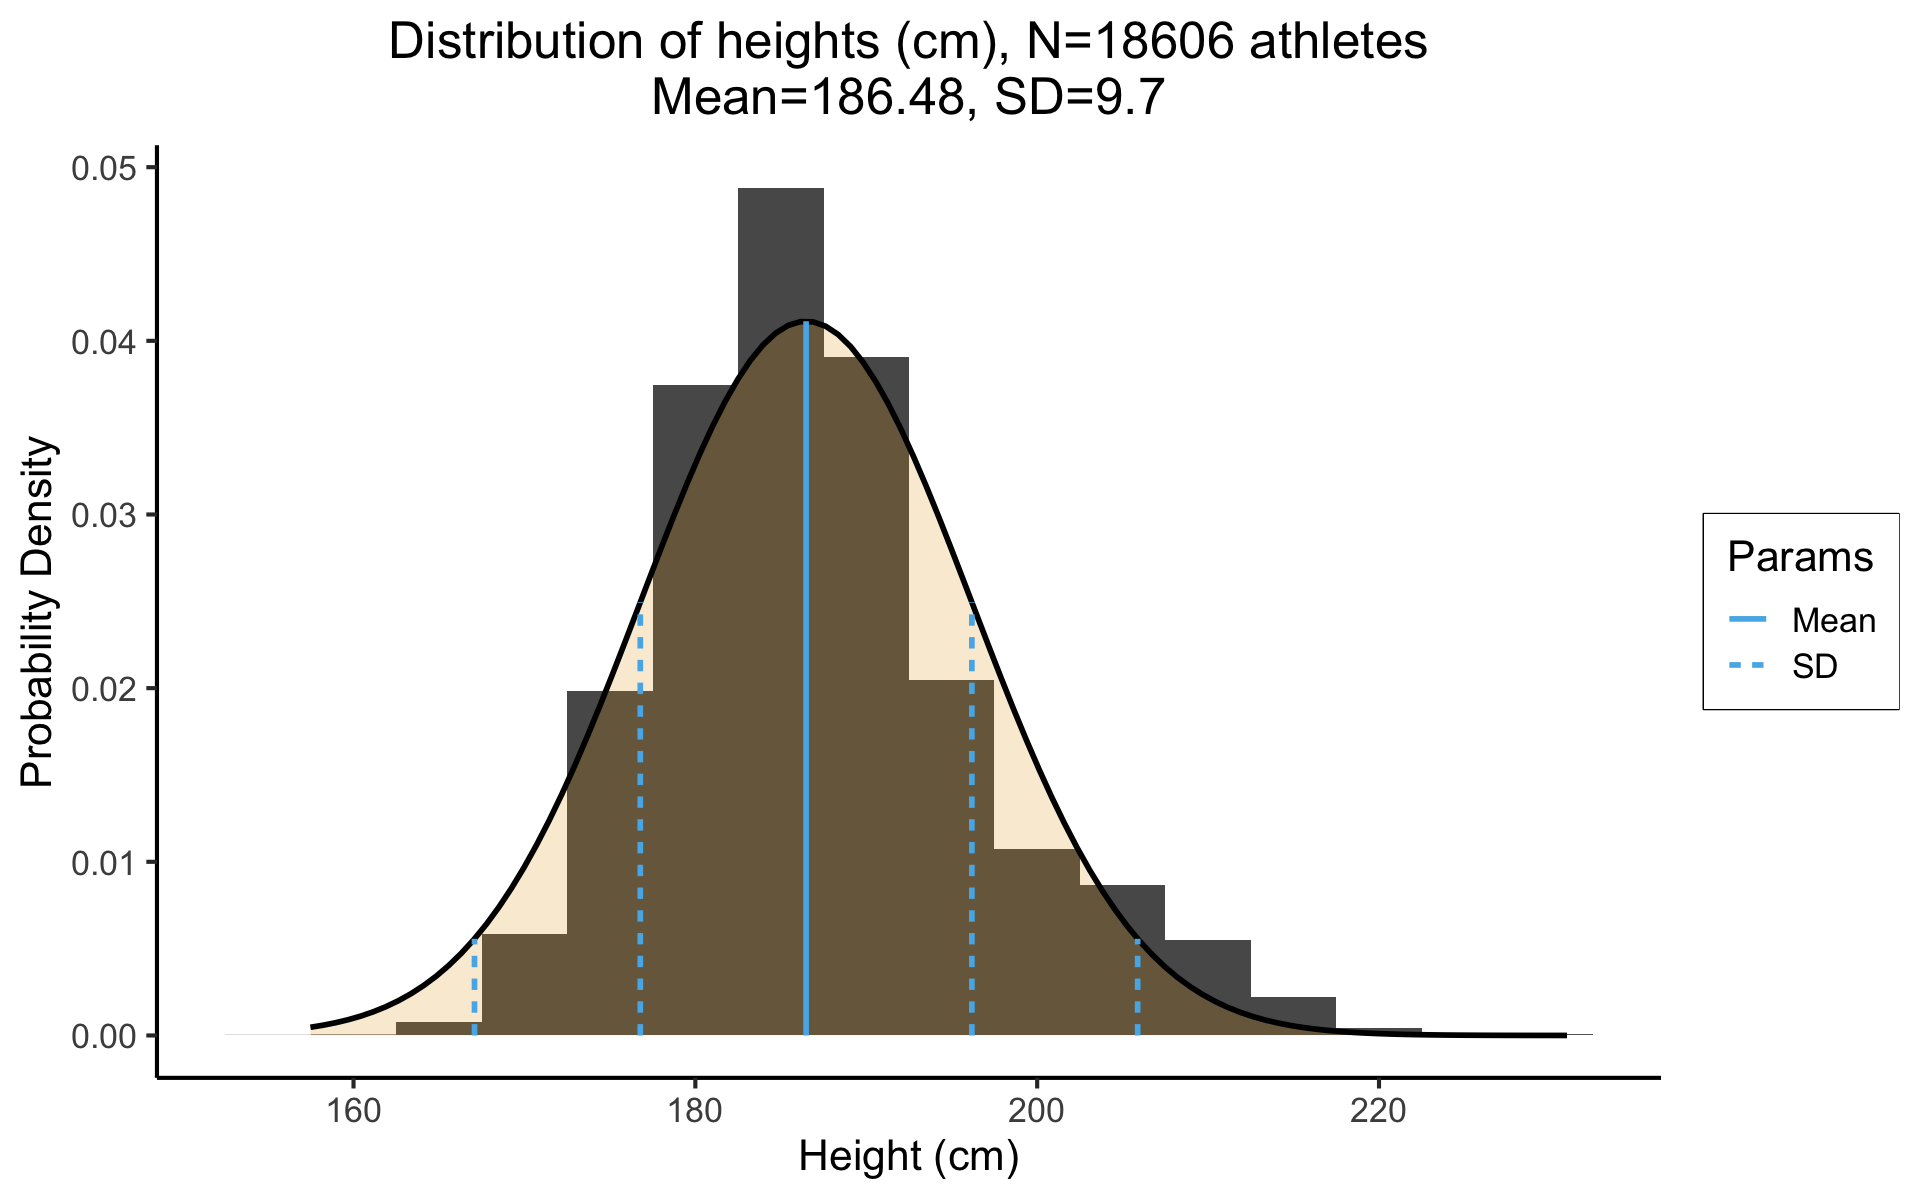 Distribution of heights (cm), N=18606 athletes
Mean=186.48, SD=9.7
Probability Density
0.05
0.04
0.03
0.02
0.01
0.00
160 180 200 220
Height (cm)
Params
Mean
SD